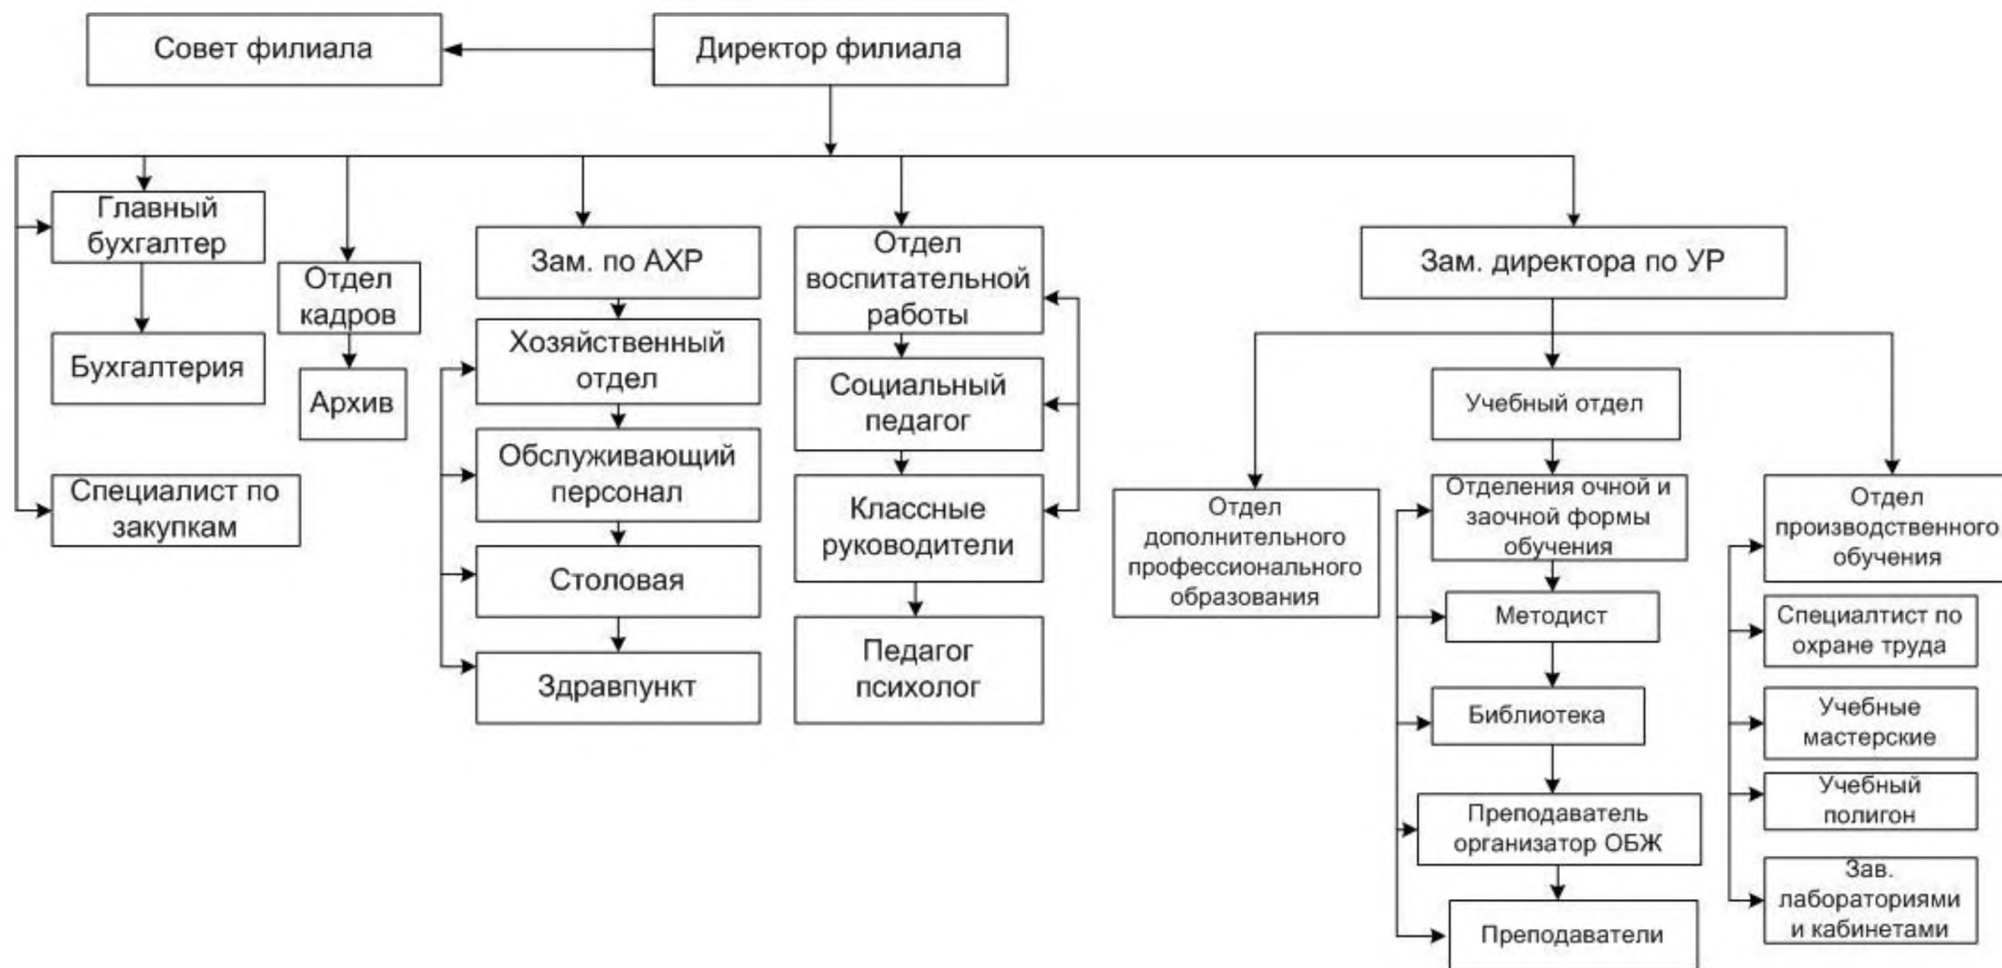 Совет филиала
Директор филиала
Главный
бухгалтер
Бухгалтерия
Специалист по
закупкам
Отдел
кадров
Архив
Зам. по АХР
Хозяйственный
отдел
Обслуживающий
персонал
Столовая
Здравпункт
Отдел
воспитательной
работы
Социальный
педагог
Классные
руководители
Педагог
психолог
Зам. директора по УР
Отдел
дополнительного
профессионального
образования
Учебный отдел
Отделения очной и
заочной формы
обучения
Методист
Библиотека
Преподаватель
организатор ОБЖ
Преподаватели
Отдел
производственного
обучения
Специалтист по
охране труда
Учебные
мастерские
Учебный
полигон
Зав.
лабораториями
и кабинетами